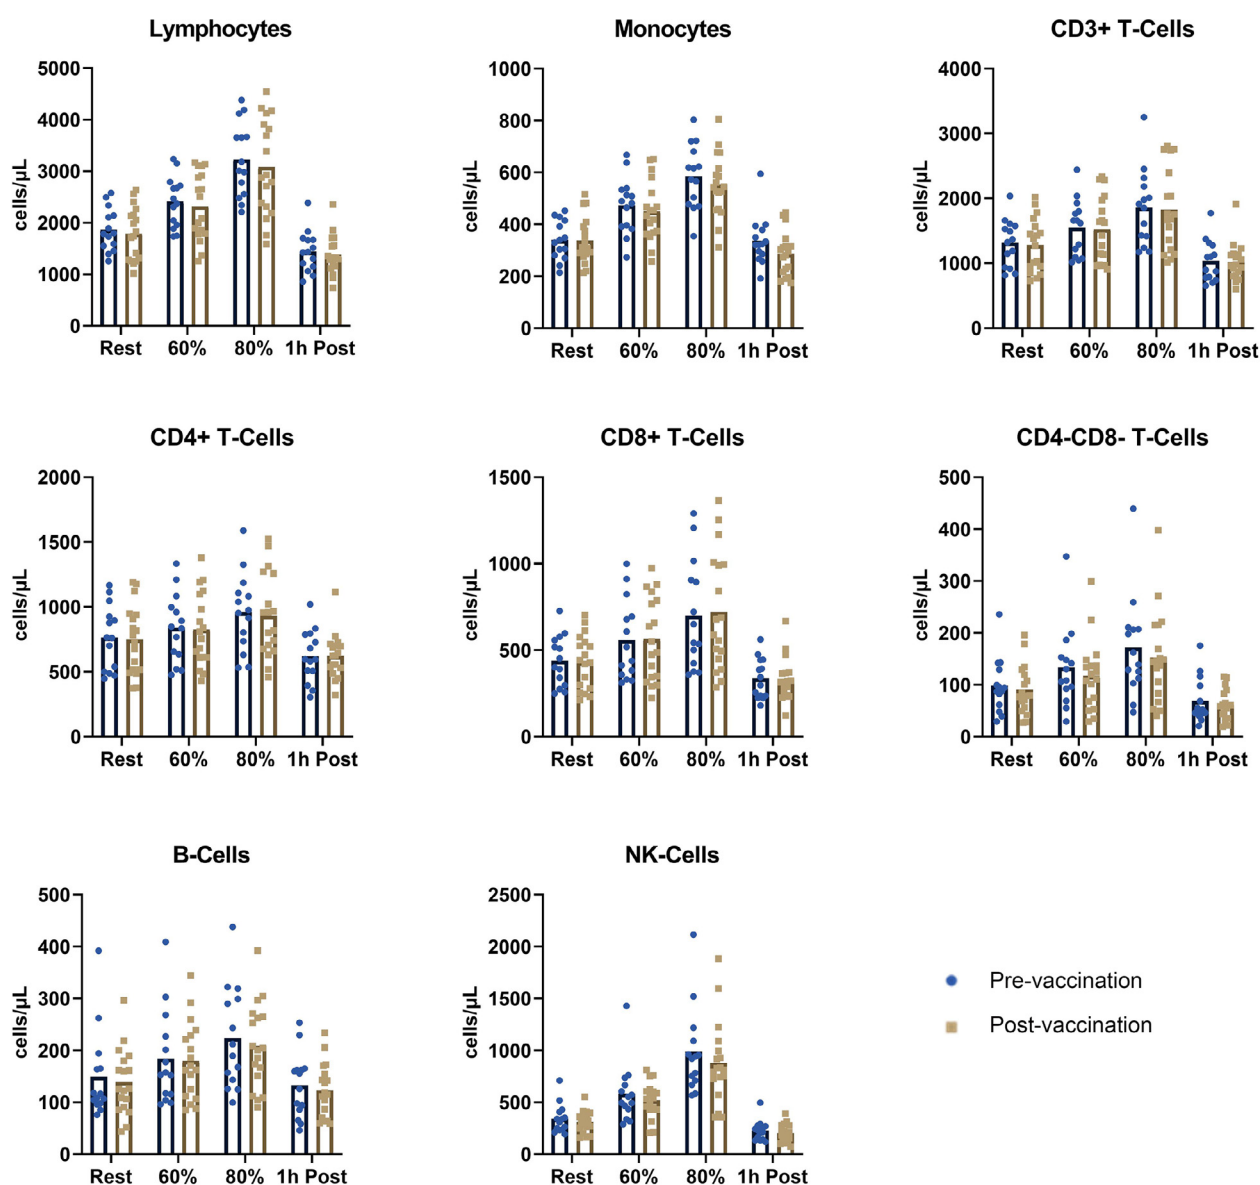 Lymphocytes
5000
4000
3000
2000
1000
0
cells/µL
Rest 60% 80% 1h Post
Monocytes
1000
800
600
400
200
0
cells/µL
Rest 60% 80% 1h Post
CD3+ T-Cells
4000
3000
2000
1000
0
cells/µL
Rest 60% 80% 1h Post
CD4+ T-Cells
2000
1500
1000
500
0
cells/µL
Rest 60% 80% 1h Post
CD8+ T-Cells
1500
1000
500
0
cells/µL
Rest 60% 80% 1h Post
CD4-CD8- T-Cells
500
400
300
200
100
0
cells/µL
Rest 60% 80% 1h Post
B-Cells
500
400
300
200
100
0
cells/µL
Rest 60% 80% 1h Post
NK-Cells
2500
2000
1500
1000
500
0
cells/µL
Rest 60% 80% 1h Post
Pre-vaccination
Post-vaccination